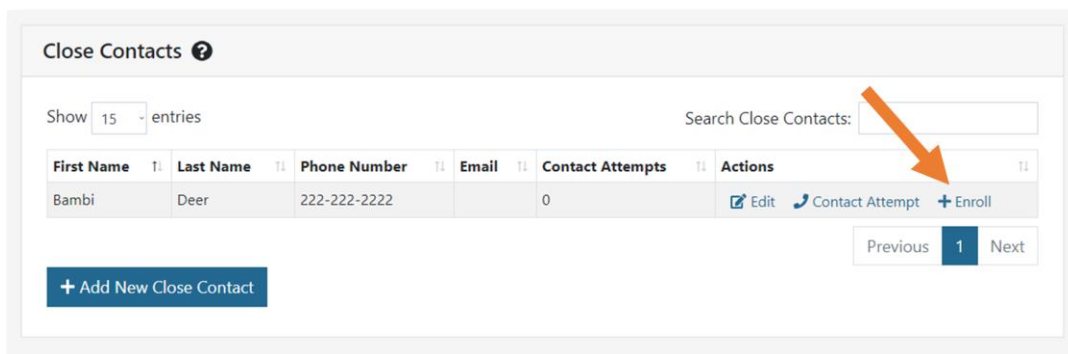 Close Contacts ?
Show 15 entries Search Close Contacts:
First Name Last Name Phone Number Email Contact Attempts Actions
Bambi Deer 222-222-2222 0 Edit Contact Attempt + Enroll
Previous 1 Next
+ Add New Close Contact